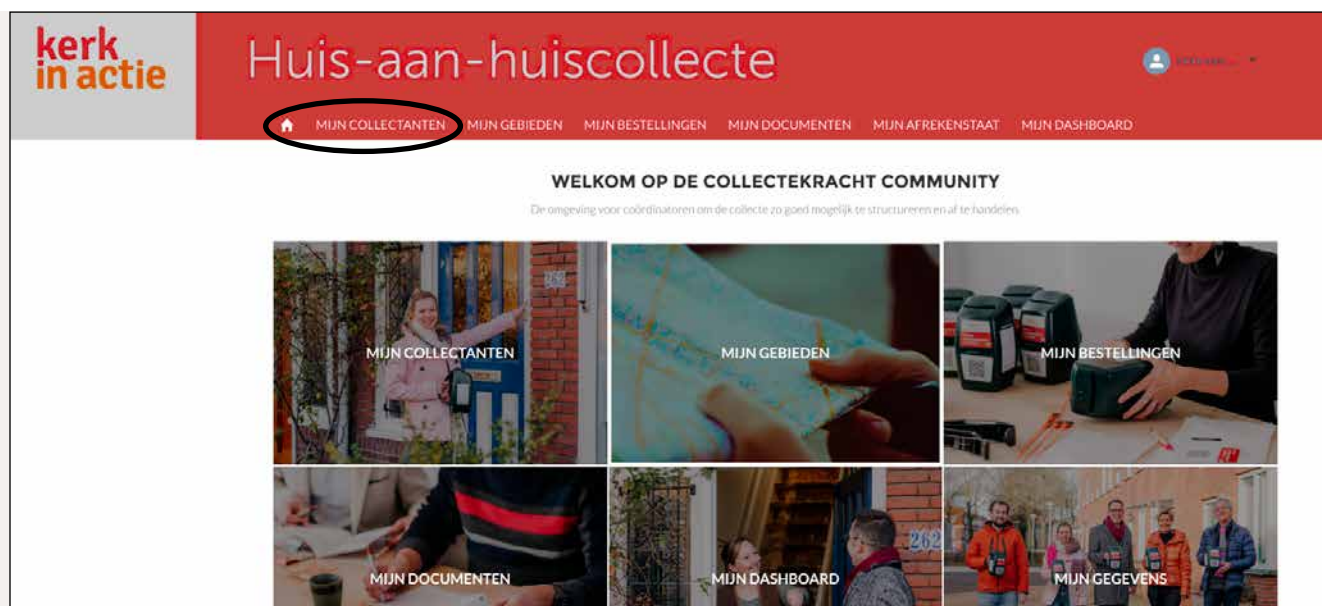 kerk
in actie
Huis-aan-huiscollecte
MIJN COLLECTANTEN MIJN GEBIEDEN MIJN BESTELLINGEN MIJN DOCUMENTEN MIJN AFREKENSTAAT MIJN DASHBOARD
WELKOM OP DE COLLECTEKRACHT COMMUNITY
De omgeving voor coördinatoren om de collecte zo goed mogelijk te structureren en af te handelen.
262
MIJN COLLECTANTEN MIJN GEBIEDEN MIJN BESTELLINGEN
262
MIJN DOCUMENTEN MIJN DASHBOARD MIJN GEGEVENS